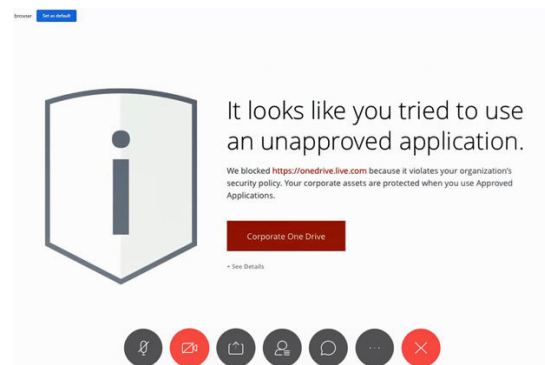 browser Set as default
It looks like you tried to use
an unapproved application.
We blocked https://onedrive.live.com because it violates your organization's
security policy. Your corporate assets are protected when you use Approved
Applications.
Corporate One Drive
+ See Details